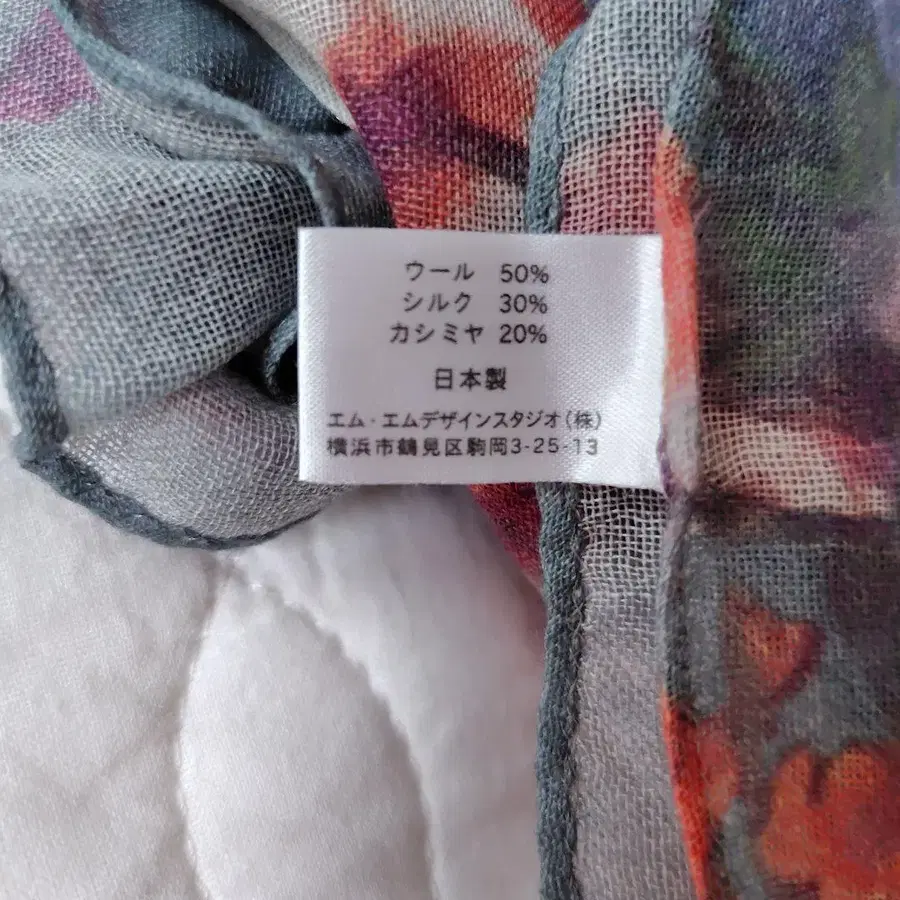 ウール 50%
シルク 30%
カシミヤ 20%
日本製
エム・エムデザインスタジオ(株)
横浜市鶴見区駒岡3-25-13